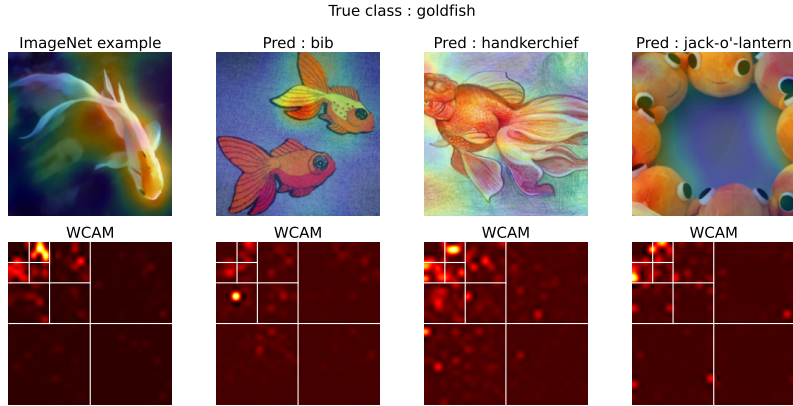 True class : goldfish
ImageNet example
Pred : bib
Pred : handkerchief
Pred : jack-o'-lantern
WCAM
WCAM
WCAM
WCAM